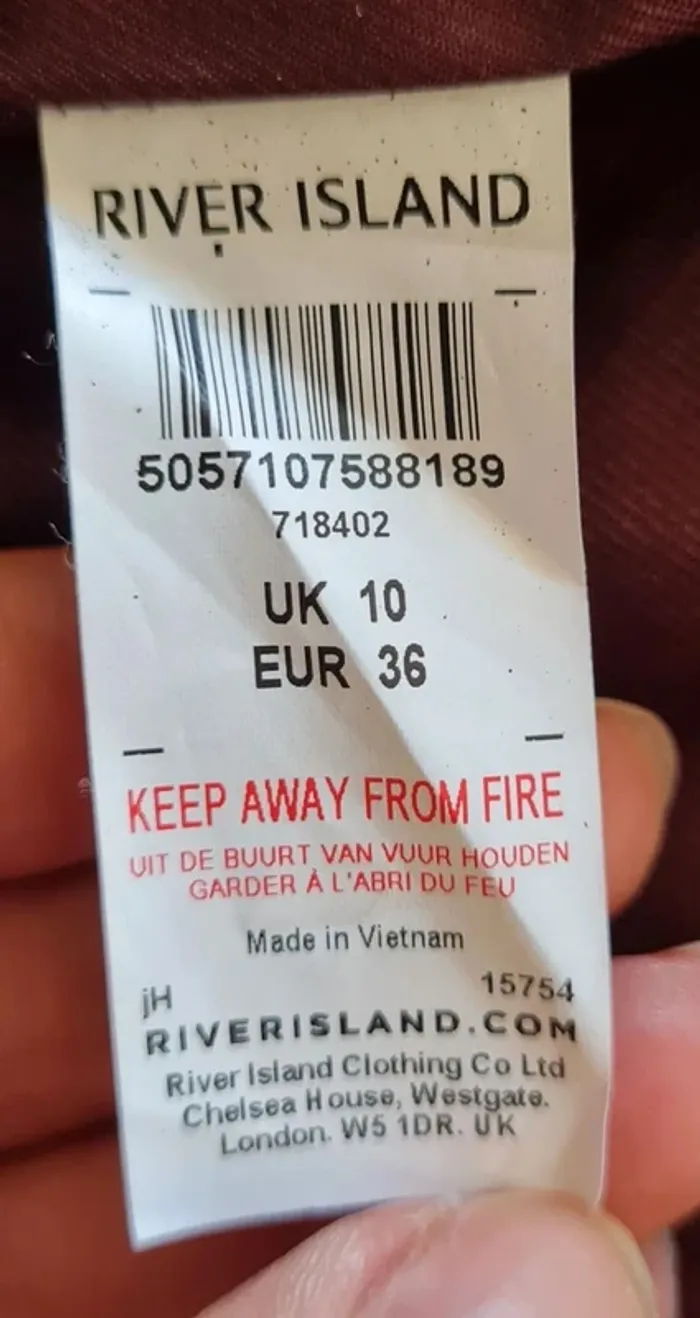 RIVER ISLAND
5057107588189
718402
UK 10
EUR 36
KEEP AWAY FROM FIRE
UIT DE BUURT VAN VUUR HOUDEN
GARDER À L'ABRI DU FEU
Made in Vietnam
jH 15754
RIVERISLAND.COM
River Island Clothing Co Ltd
Chelsea House, Westgate.
London. W5 1DR. UK